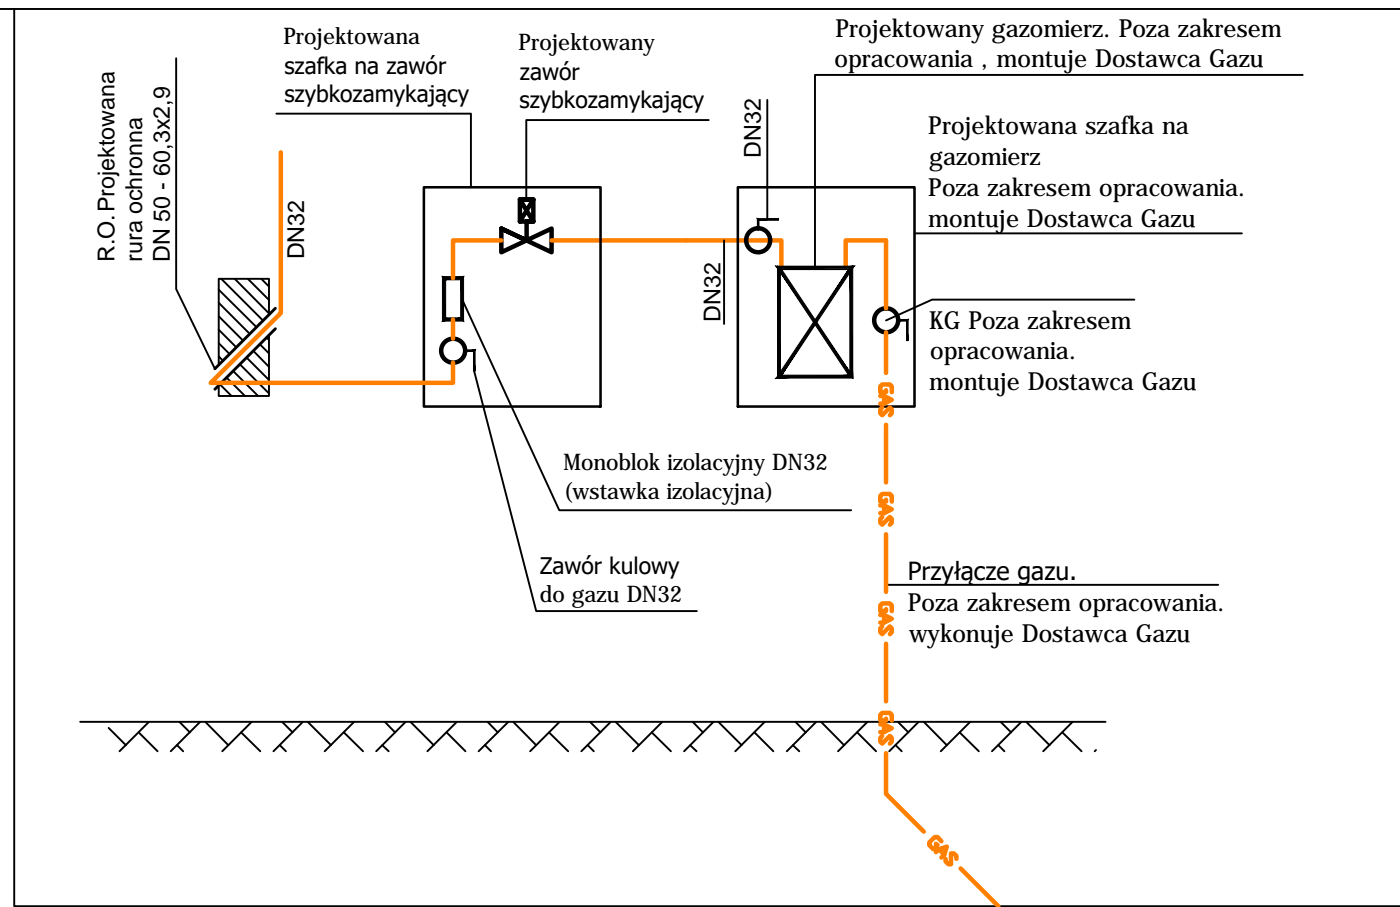 Projektowana
szafka na zawór
szybkozamykający
Projektowany
zawór
szybkozamykający
Projektowany gazomierz. Poza zakresem
opracowania , montuje Dostawca Gazu
R.O. Projektowana
rura ochronna
DN 50 - 60,3x2,9
DN32
DN32
DN32
Projektowana szafka na
gazomierz
Poza zakresem opracowania.
montuje Dostawca Gazu
KG Poza zakresem
opracowania.
montuje Dostawca Gazu
GAS
Monoblok izolacyjny DN32
(wstawka izolacyjna)
GAS
Zawór kulowy
do gazu DN32
Przyłącze gazu.
Poza zakresem opracowania.
wykonuje Dostawca Gazu
GAS
GAS
GAS